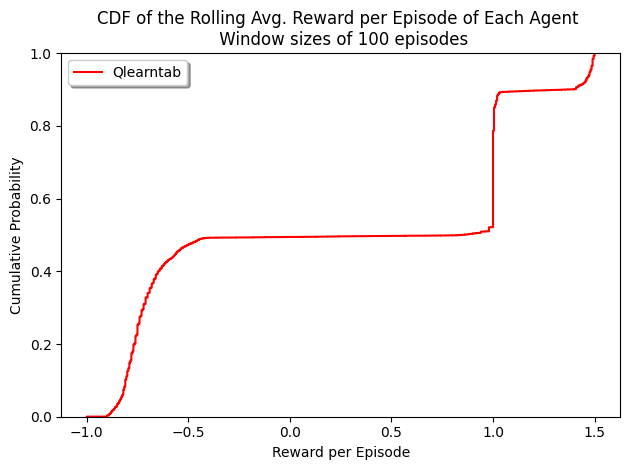 CDF of the Rolling Avg. Reward per Episode of Each Agent
Window sizes of 100 episodes
Qlearntab
1.0
0.8
0.6
0.4
0.2
0.0
Cumulative Probability
−1.0 −0.5 0.0 0.5 1.0 1.5
Reward per Episode